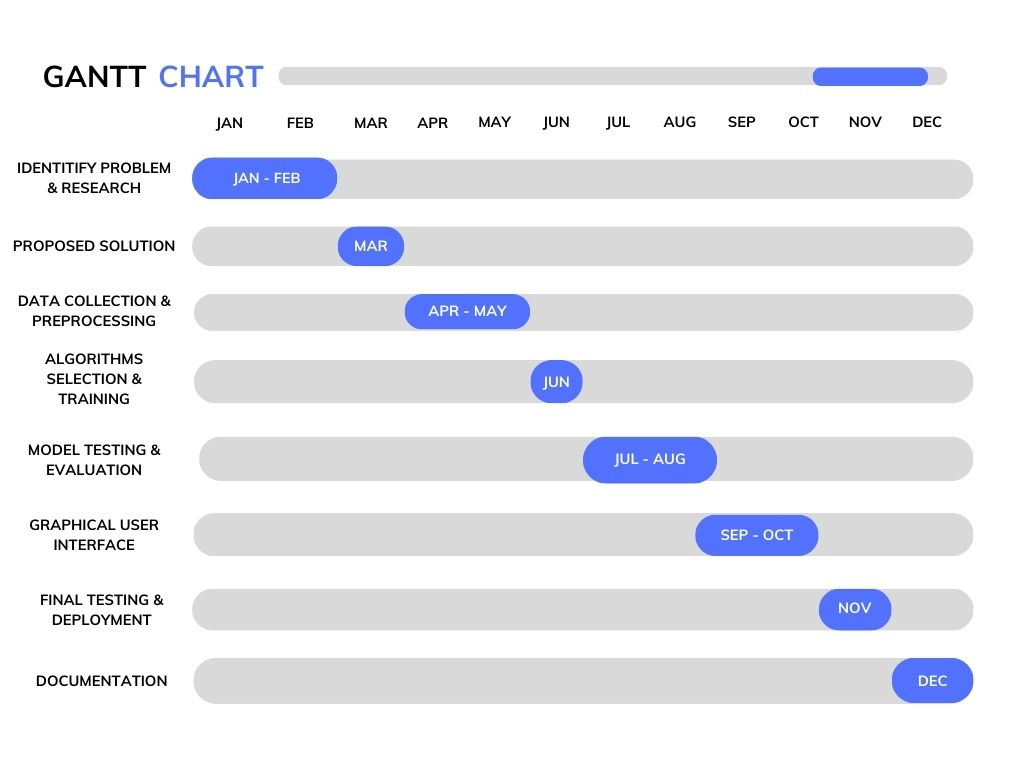 GANTT CHART
JAN FEB MAR APR MAY JUN JUL AUG SEP OCT NOV DEC
IDENTITIFY PROBLEM
& RESEARCH
JAN - FEB
PROPOSED SOLUTION
MAR
DATA COLLECTION &
PREPROCESSING
APR - MAY
ALGORITHMS
SELECTION &
TRAINING
JUN
MODEL TESTING &
EVALUATION
JUL - AUG
GRAPHICAL USER
INTERFACE
SEP - OCT
FINAL TESTING &
DEPLOYMENT
NOV
DOCUMENTATION
DEC